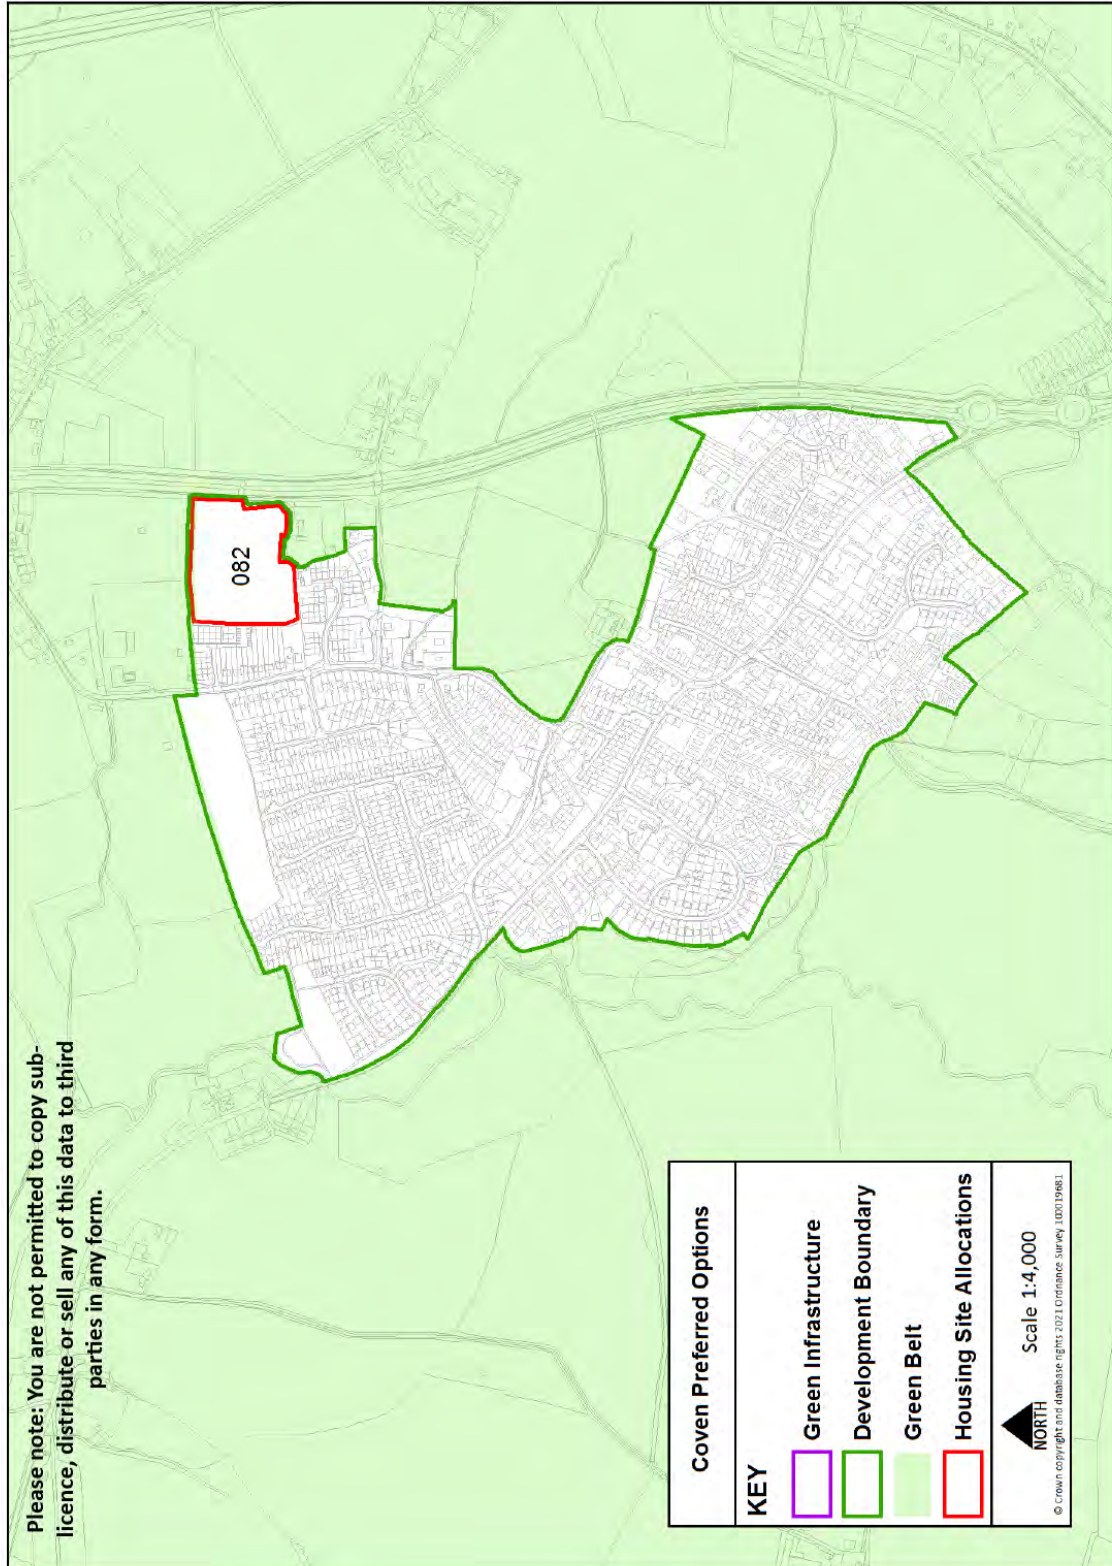 Please note: You are not permitted to copy sub-
licence, distribute or sell any of this data to third
parties in any form.
082
Coven Preferred Options
KEY
Green Infrastructure
Development Boundary
Green Belt
Housing Site Allocations
NORTH
Scale 1:4,000
© Crown copyright and database rights 2021 Ordnance Survey 100019681